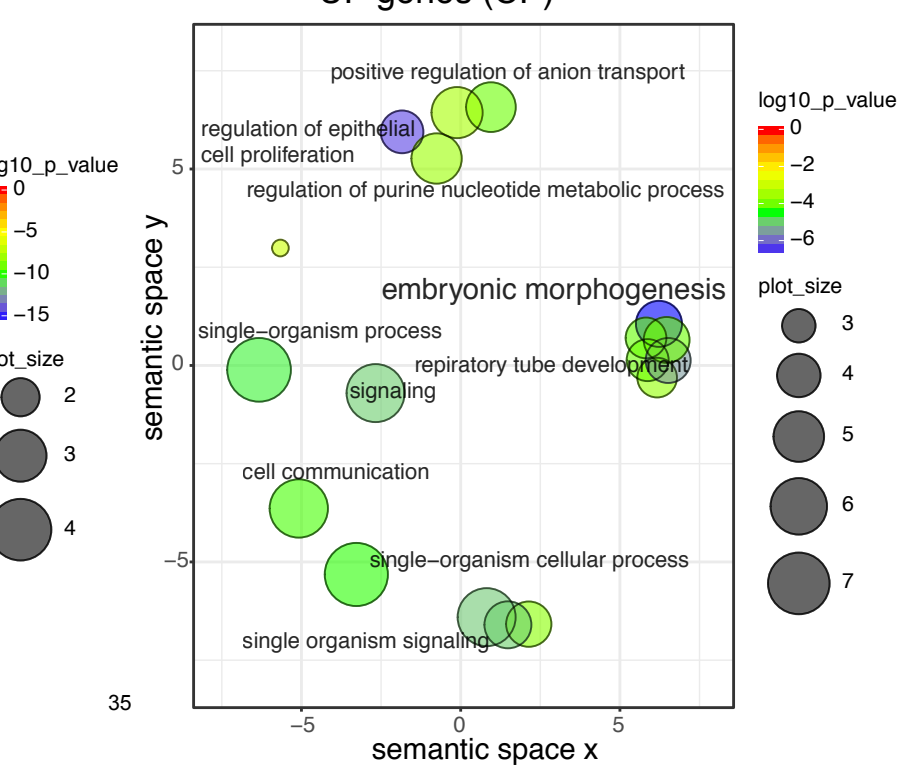 log10_p_value
0
−2
−4
−6
plot_size
3
4
5
6
7
g10_p_value
0
−5
−10
−15
ot_size
2
3
4
35
semantic space y
5
0
−5
positive regulation of anion transport
regulation of epithelial
cell proliferation
regulation of purine nucleotide metabolic process
embryonic morphogenesis
single−organism process
repiratory tube development
signaling
cell communication
single−organism cellular process
single organism signaling
−5
0
5
semantic space x